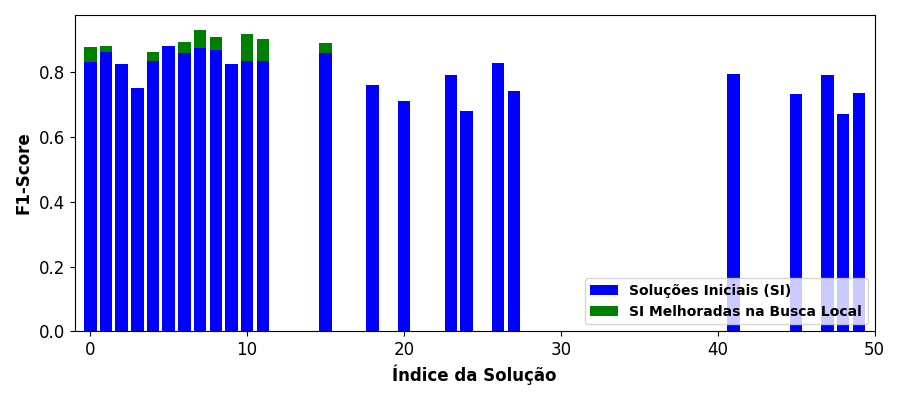 F1-Score
0.8
0.6
0.4
0.2
0.0
0 10 20 30 40 50
Índice da Solução
Soluções Iniciais (SI)
SI Melhoradas na Busca Local